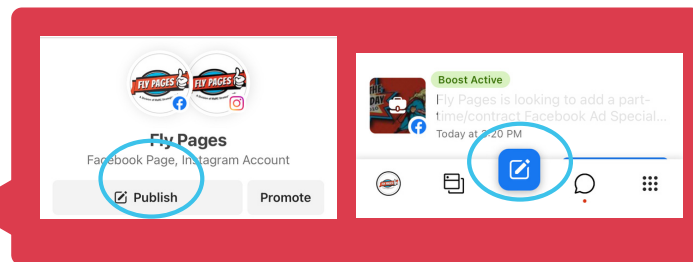 FLY PAGES
FLY PAGES
Fly Pages
Facebook Page, Instagram Account
Publish
Promote
Boost Active
Fly Pages is looking to add a part-
time/contract Facebook Ad Special...
Today at 3:20 PM